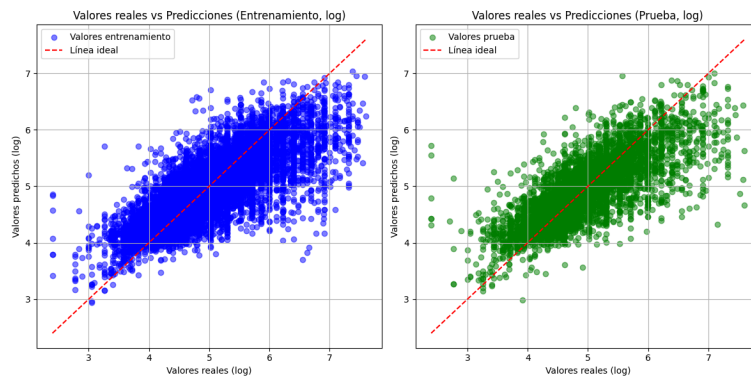 Valores reales vs Predicciones (Entrenamiento, log)
Valores entrenamiento
Línea ideal
7
6
5
4
3
Valores predichos (log)
3 4 5 6 7
Valores reales (log)
Valores reales vs Predicciones (Prueba, log)
Valores prueba
Línea ideal
7
6
5
4
3
Valores predichos (log)
3 4 5 6 7
Valores reales (log)